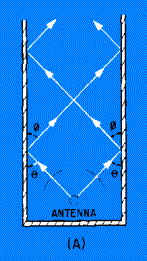 Ø Ø
θ θ
ANTENNA
(A)